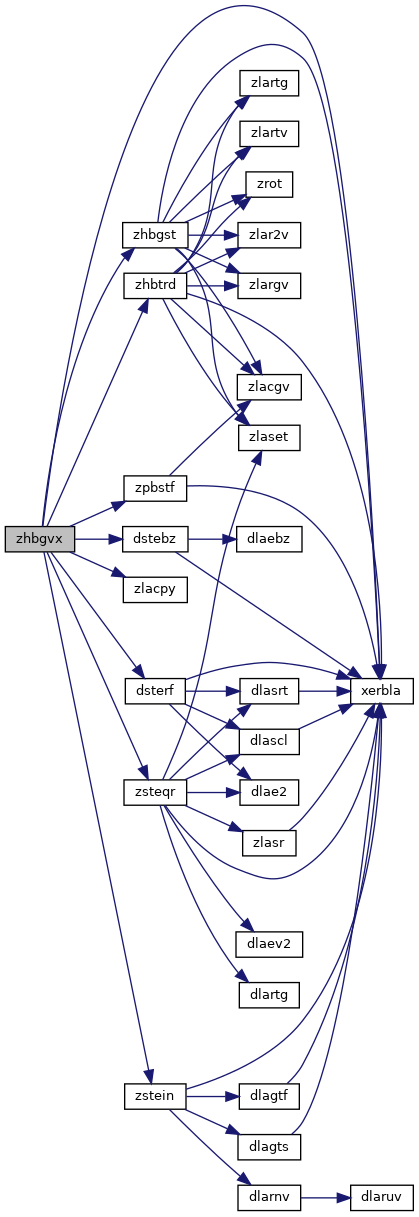 zlartg
zlartv
zrot
zhbgst
zlar2v
zhbtrd
zlargv
zlacgv
zlaset
zpbstf
zhbgvx
dstebz
dlaebz
zlacpy
dsterf
dlasrt
xerbla
dlascl
zsteqr
dlae2
zlasr
dlaev2
dlartg
zstein
dlagtf
dlagts
dlarnv
dlaruv